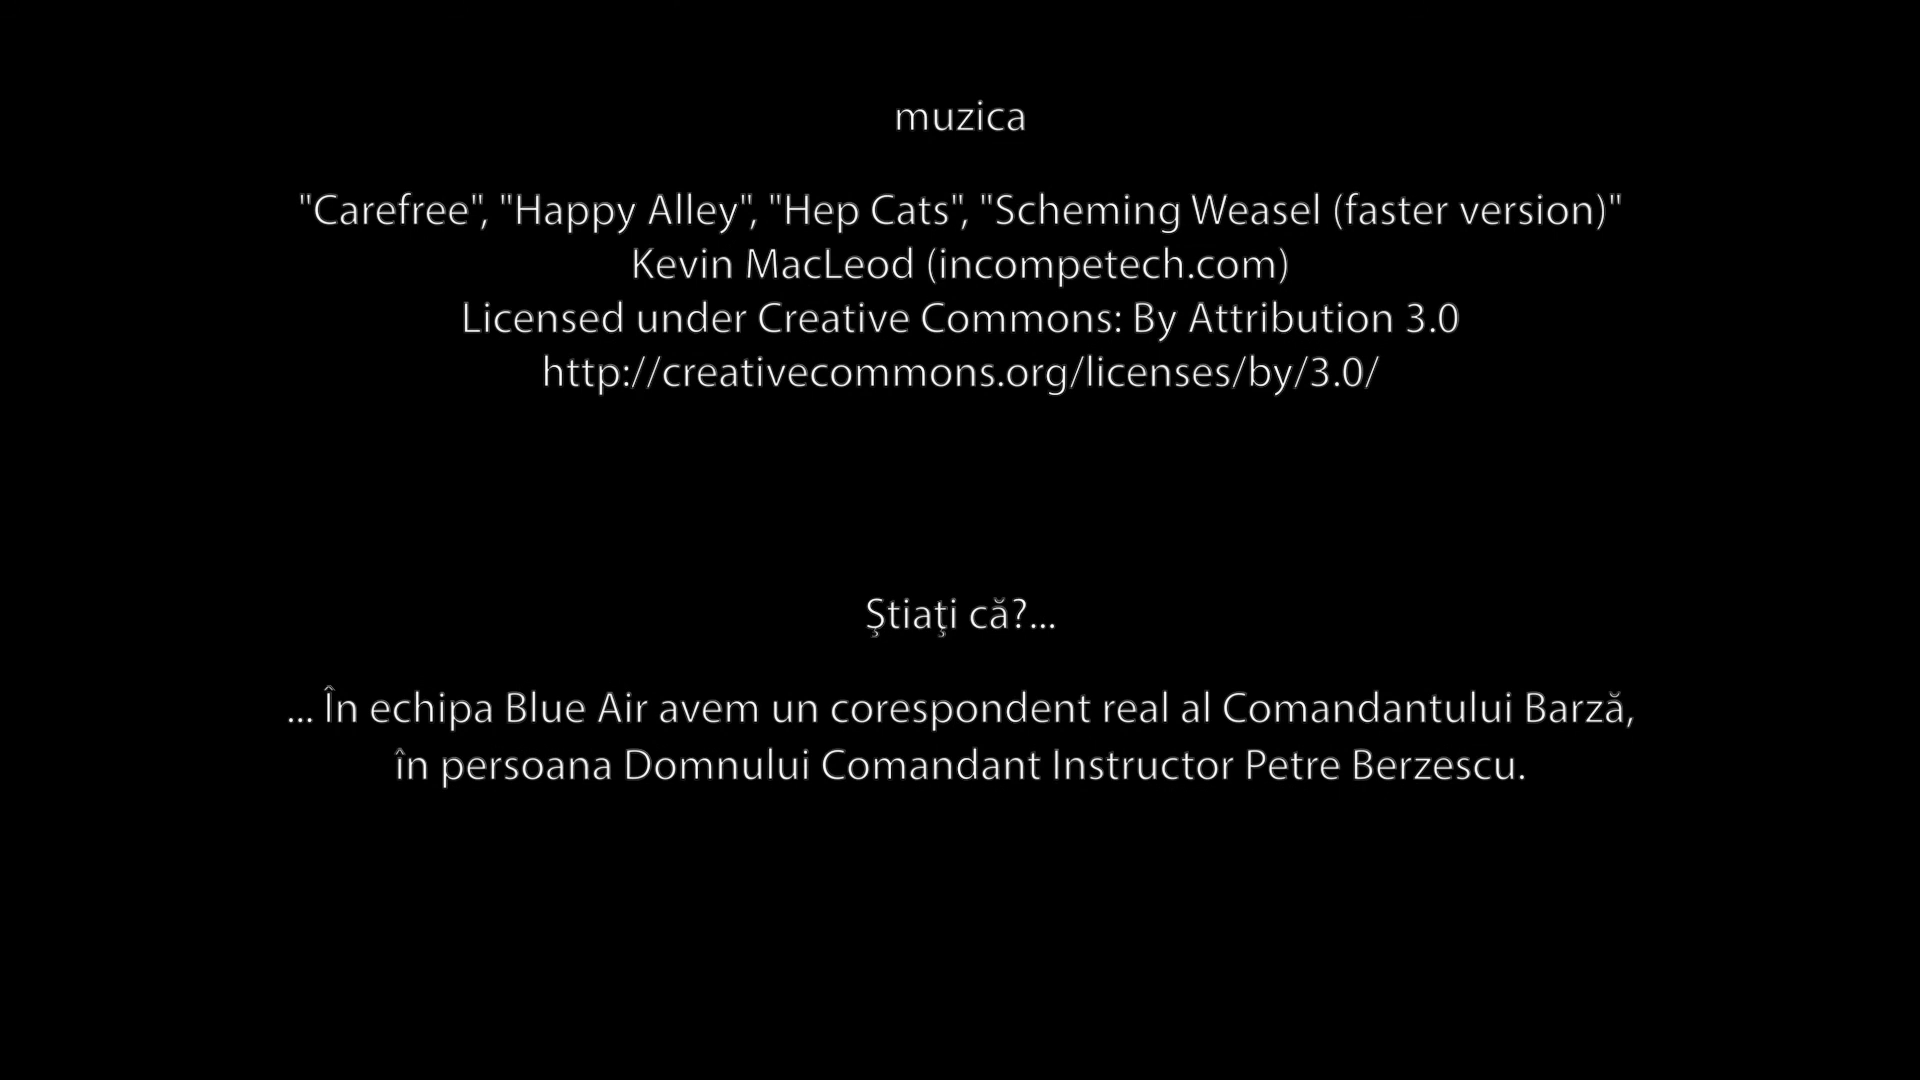 muzica
"Carefree", "Happy Alley", "Hep Cats", "Scheming Weasel (faster version)"
Kevin MacLeod (incompetech.com)
Licensed under Creative Commons: By Attribution 3.0
http://creativecommons.org/licenses/by/3.0/
Ştiaţi că?...
... În echipa Blue Air avem un corespondent real al Comandantului Barză,
în persoana Domnului Comandant Instructor Petre Berzescu.